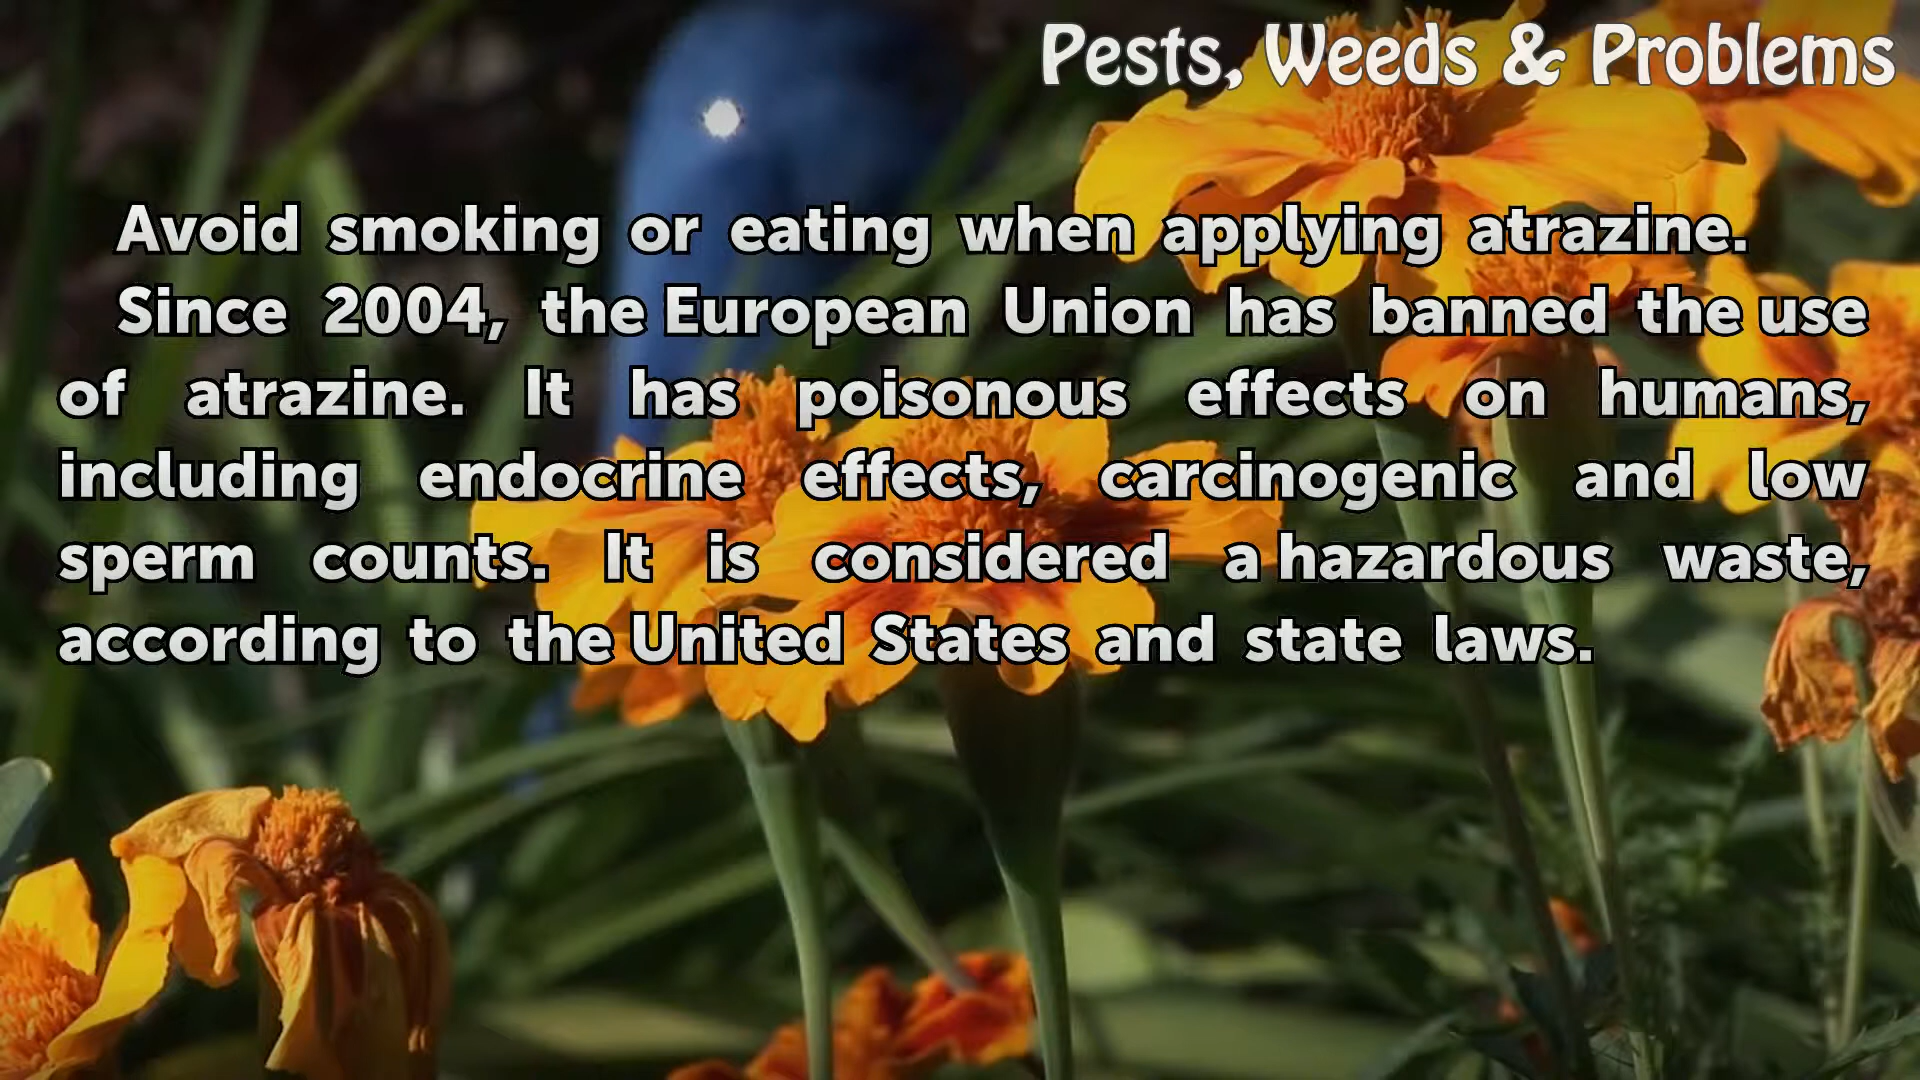 Pests, Weeds & Problems
Avoid smoking or eating when applying atrazine.
Since 2004, the European Union has banned the use
of atrazine. It has poisonous effects on humans,
including endocrine effects, carcinogenic and low
sperm counts. It is considered a hazardous waste,
according to the United States and state laws.